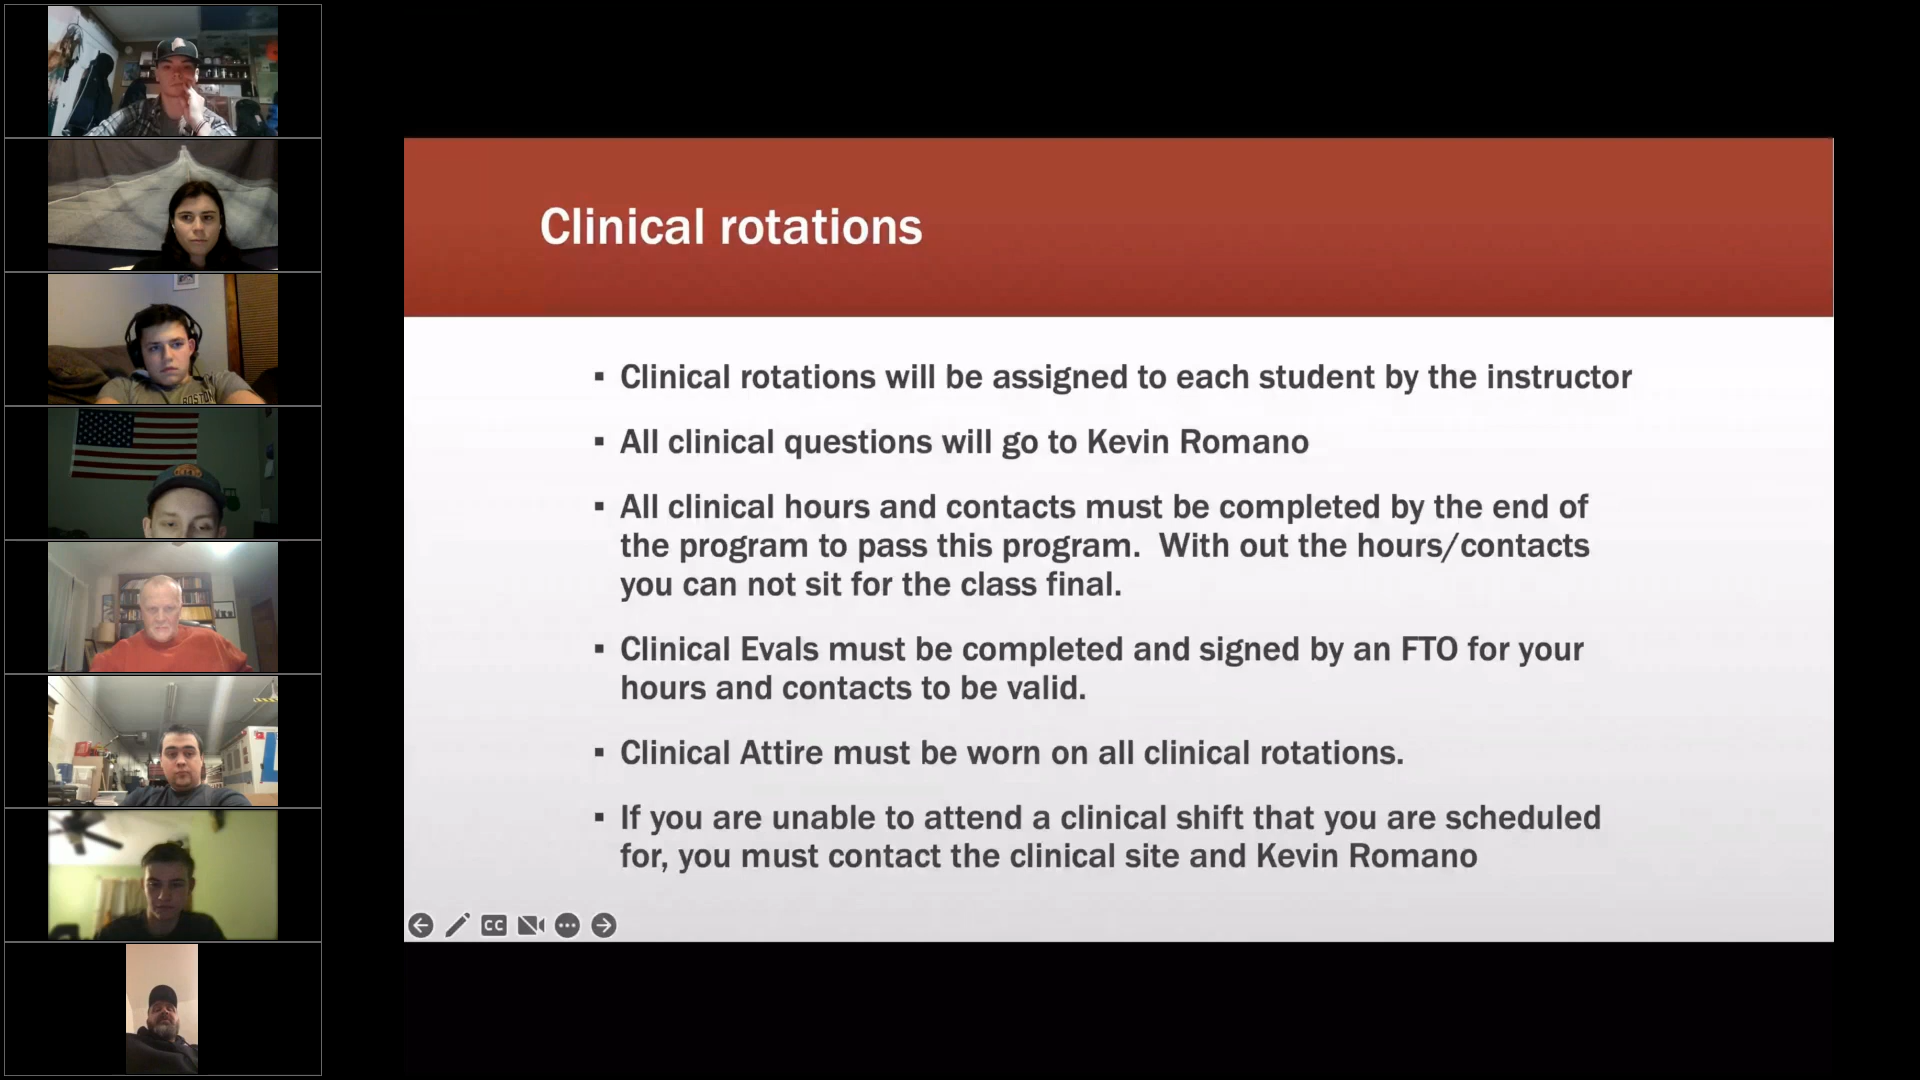 Clinical rotations
▪ Clinical rotations will be assigned to each student by the instructor
▪ All clinical questions will go to Kevin Romano
▪ All clinical hours and contacts must be completed by the end of
the program to pass this program.  With out the hours/contacts
you can not sit for the class final.
▪ Clinical Evals must be completed and signed by an FTO for your
hours and contacts to be valid.
▪ Clinical Attire must be worn on all clinical rotations.
▪ If you are unable to attend a clinical shift that you are scheduled
for, you must contact the clinical site and Kevin Romano
CC
BOSTON